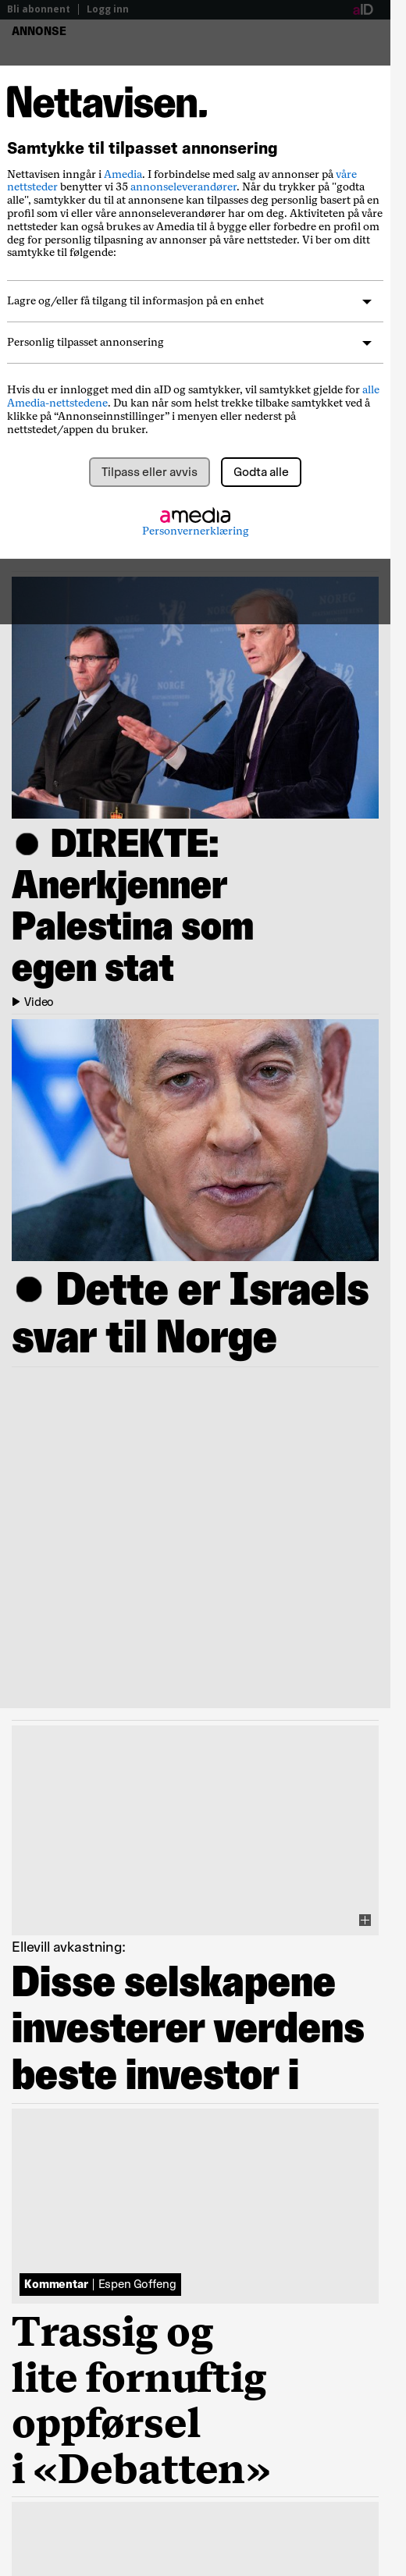 Bli abonnent | Logg inn aID
ANNONSE
Nettavisen.
Samtykke til tilpasset annonsering
Nettavisen inngår i Amedia. I forbindelse med salg av annonser på våre
nettsteder benytter vi 35 annonseleverandører. Når du trykker på "godta
alle", samtykker du til at annonsene kan tilpasses deg personlig basert på en
profil som vi eller våre annonseleverandører har om deg. Aktiviteten på våre
nettsteder kan også brukes av Amedia til å bygge eller forbedre en profil om
deg for personlig tilpasning av annonser på våre nettsteder. Vi ber om ditt
samtykke til følgende:
Lagre og/eller få tilgang til informasjon på en enhet
Personlig tilpasset annonsering
Hvis du er innlogget med din aID og samtykker, vil samtykket gjelde for alle
Amedia-nettstedene. Du kan når som helst trekke tilbake samtykket ved å
klikke på “Annonseinnstillinger” i menyen eller nederst på
nettstedet/appen du bruker.
Tilpass eller avvis Godta alle
amedia
Personvernerklæring
NORGE
● DIREKTE:
Anerkjenner
Palestina som
egen stat
Video
● Dette er Israels
svar til Norge
Ellevill avkastning:
Disse selskapene
investerer verdens
beste investor i
Kommentar | Espen Goffeng
Trassig og
lite fornuftig
oppførsel
i «Debatten»